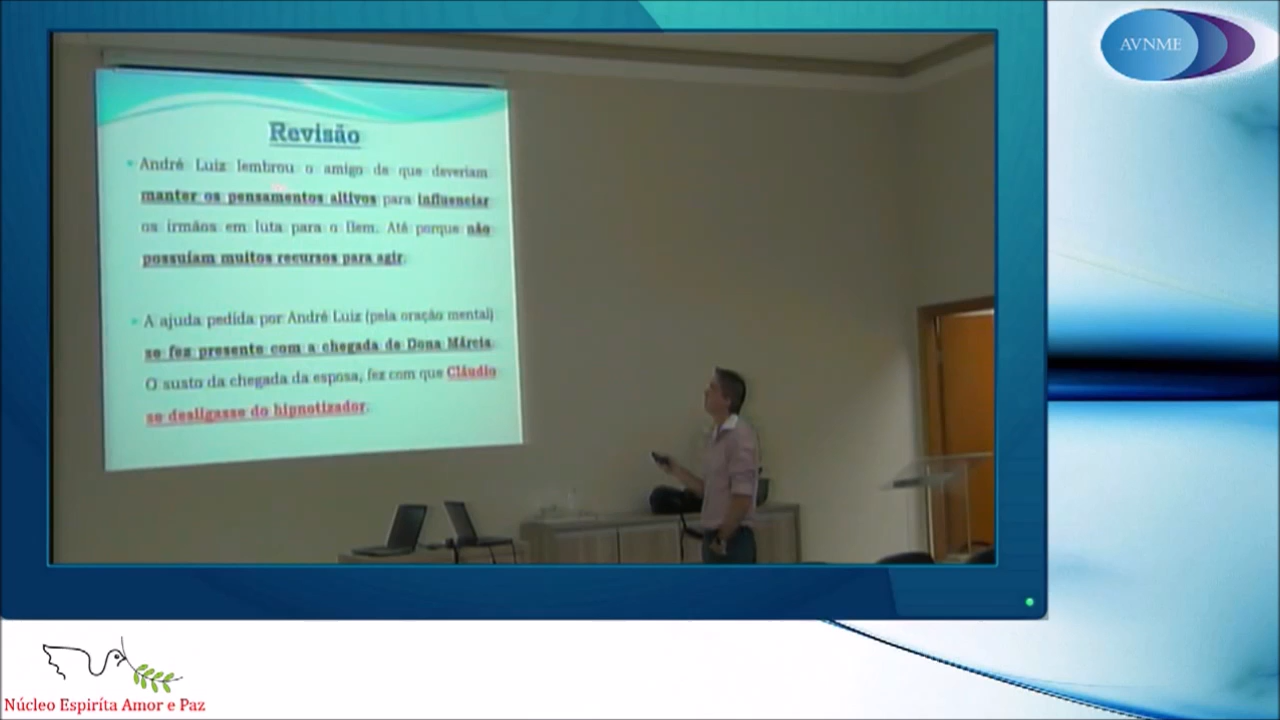 AVNME
Revisão
André Luiz lembrou o amigo de que deveriam
manter os pensamentos altivos para influenciar
os irmãos em luta para o Bem. Até porque não
possuíam muitos recursos para agir.
A ajuda pedida por André Luiz (pela oração mental)
se fez presente com a chegada de Dona Márcia.
O susto da chegada da esposa, fez com que Cláudio
se desligasse do hipnotizador.
Núcleo Espiríta Amor e Paz